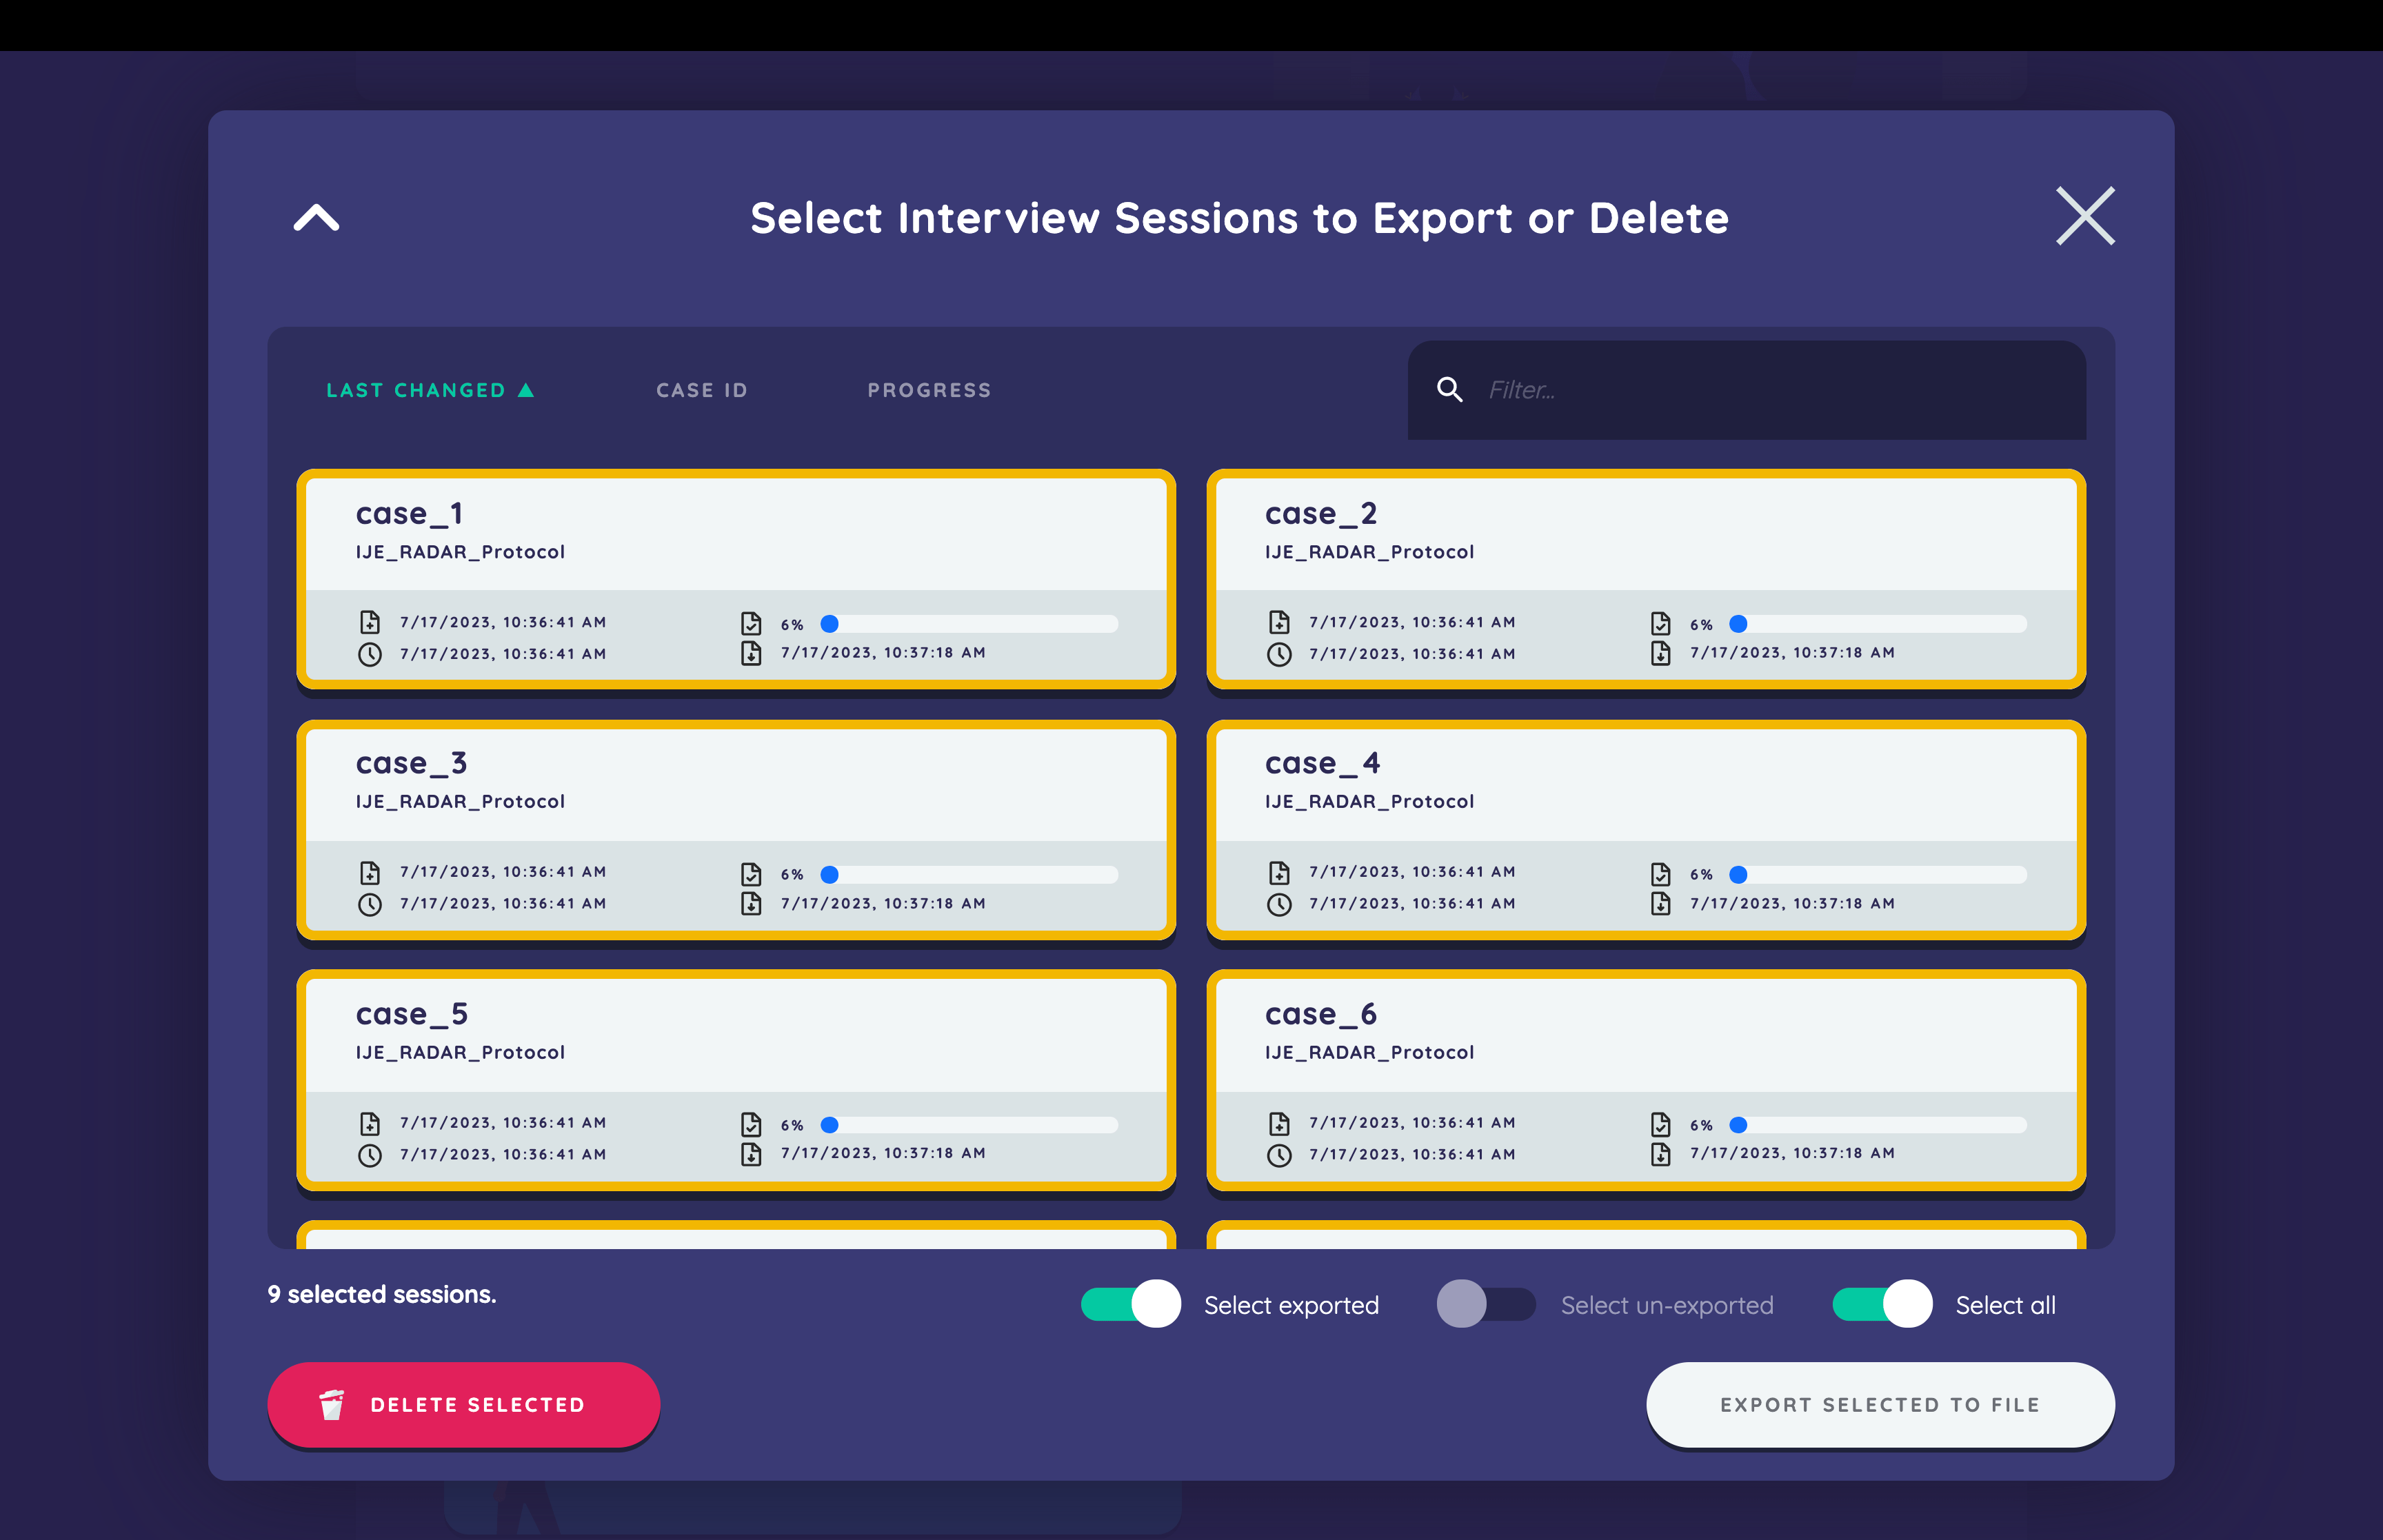 Select Interview Sessions to Export or Delete
LAST CHANGED ▲ CASE ID PROGRESS Filter...
case_1
IJE_RADAR_Protocol
7/17/2023, 10:36:41 AM 6%
7/17/2023, 10:36:41 AM 7/17/2023, 10:37:18 AM
case_2
IJE_RADAR_Protocol
7/17/2023, 10:36:41 AM 6%
7/17/2023, 10:36:41 AM 7/17/2023, 10:37:18 AM
case_3
IJE_RADAR_Protocol
7/17/2023, 10:36:41 AM 6%
7/17/2023, 10:36:41 AM 7/17/2023, 10:37:18 AM
case_4
IJE_RADAR_Protocol
7/17/2023, 10:36:41 AM 6%
7/17/2023, 10:36:41 AM 7/17/2023, 10:37:18 AM
case_5
IJE_RADAR_Protocol
7/17/2023, 10:36:41 AM 6%
7/17/2023, 10:36:41 AM 7/17/2023, 10:37:18 AM
case_6
IJE_RADAR_Protocol
7/17/2023, 10:36:41 AM 6%
7/17/2023, 10:36:41 AM 7/17/2023, 10:37:18 AM
9 selected sessions. Select exported Select un-exported Select all
DELETE SELECTED EXPORT SELECTED TO FILE